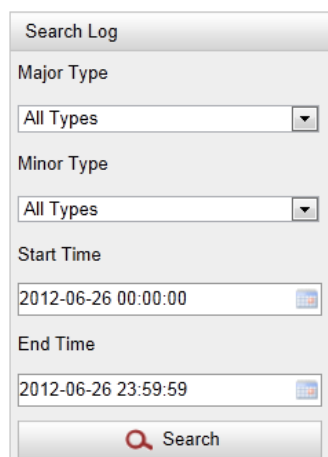 Search Log
Major Type
All Types
Minor Type
All Types
Start Time
2012-06-26 00:00:00
End Time
2012-06-26 23:59:59
Search